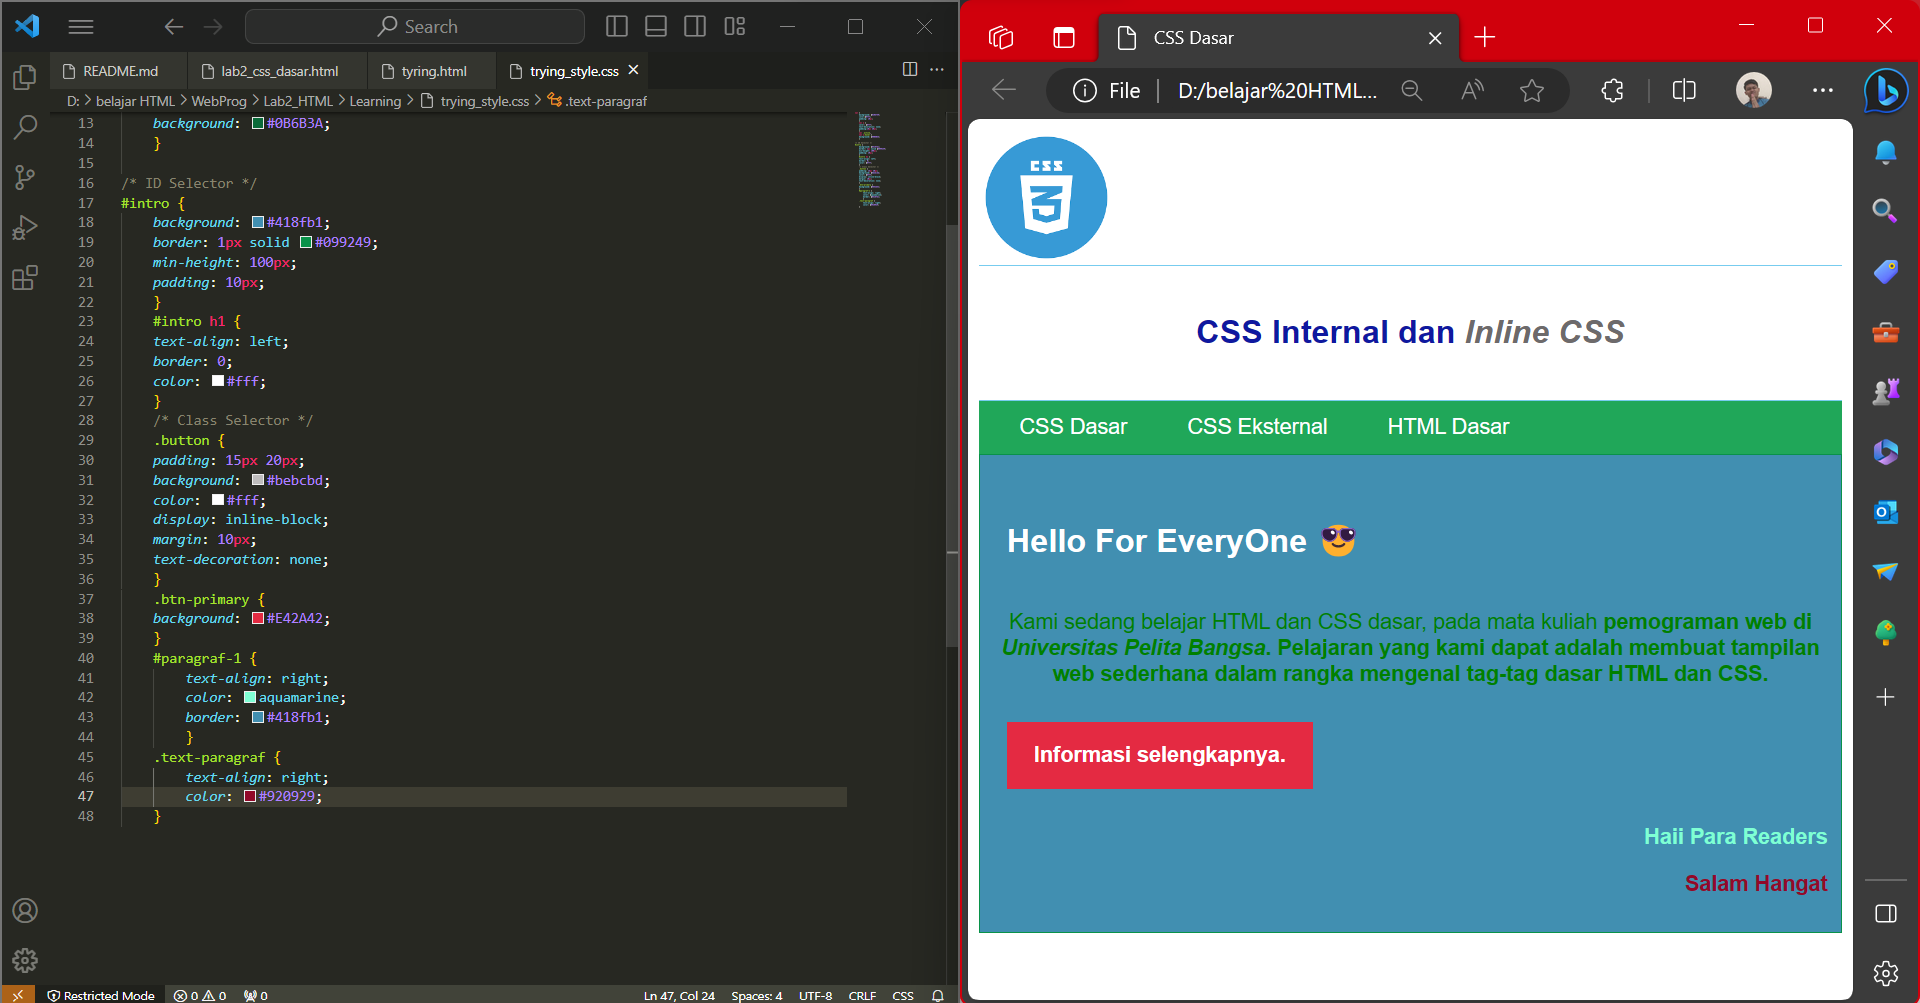 Search
README.md
lab2_css_dasar.html
tyring.html
trying_style.css
D: > belajar HTML > WebProg > Lab2_HTML > Learning > trying_style.css > .text-paragraf
13 background: #0B6B3A;
14 }
15
16 /* ID Selector */
17 #intro {
18 background: #418fb1;
19 border: 1px solid #099249;
20 min-height: 100px;
21 padding: 10px;
22 }
23 #intro h1 {
24 text-align: left;
25 border: 0;
26 color: #fff;
27 }
28 /* Class Selector */
29 .button {
30 padding: 15px 20px;
31 background: #bebcbd;
32 color: #fff;
33 display: inline-block;
34 margin: 10px;
35 text-decoration: none;
36 }
37 .btn-primary {
38 background: #E42A42;
39 }
40 #paragraf-1 {
41 text-align: right;
42 color: aquamarine;
43 border: #418fb1;
44 }
45 .text-paragraf {
46 text-align: right;
47 color: #920929;
48 }
Restricted Mode
0 0
0
Ln 47, Col 24
Spaces: 4
UTF-8
CRLF
CSS
CSS Dasar
File
D:/belajar%20HTML...
CSS
3
CSS Internal dan Inline CSS
CSS Dasar
CSS Eksternal
HTML Dasar
Hello For EveryOne 😎
Kami sedang belajar HTML dan CSS dasar, pada mata kuliah pemograman web di
Universitas Pelita Bangsa. Pelajaran yang kami dapat adalah membuat tampilan
web sederhana dalam rangka mengenal tag-tag dasar HTML dan CSS.
Informasi selengkapnya.
Haii Para Readers
Salam Hangat